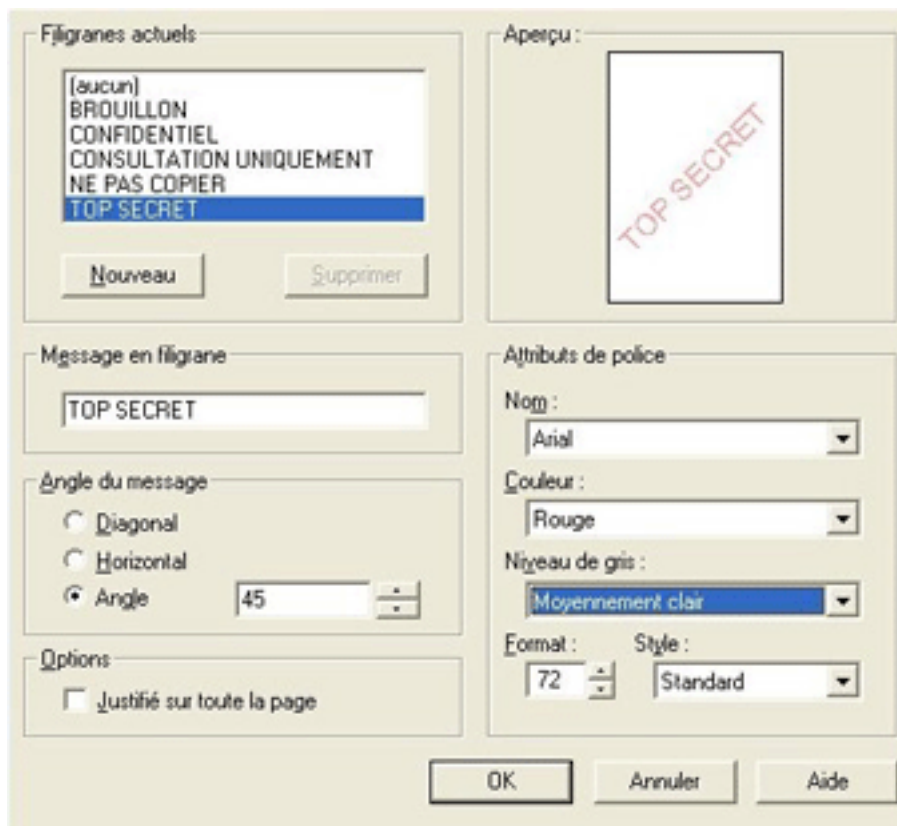 Filigranes actuels
(aucun)
BROUILLON
CONFIDENTIEL
CONSULTATION UNIQUEMENT
NE PAS COPIER
TOP SECRET
Nouveau
Supprimer
Aperçu :
TOP SECRET
Message en filigrane
TOP SECRET
Angle du message
Diagonal
Horizontal
Angle 45
Options
Justifié sur toute la page
Attributs de police
Nom :
Arial
Couleur :
Rouge
Niveau de gris :
Moyennement clair
Format : Style :
72 Standard
OK Annuler Aide